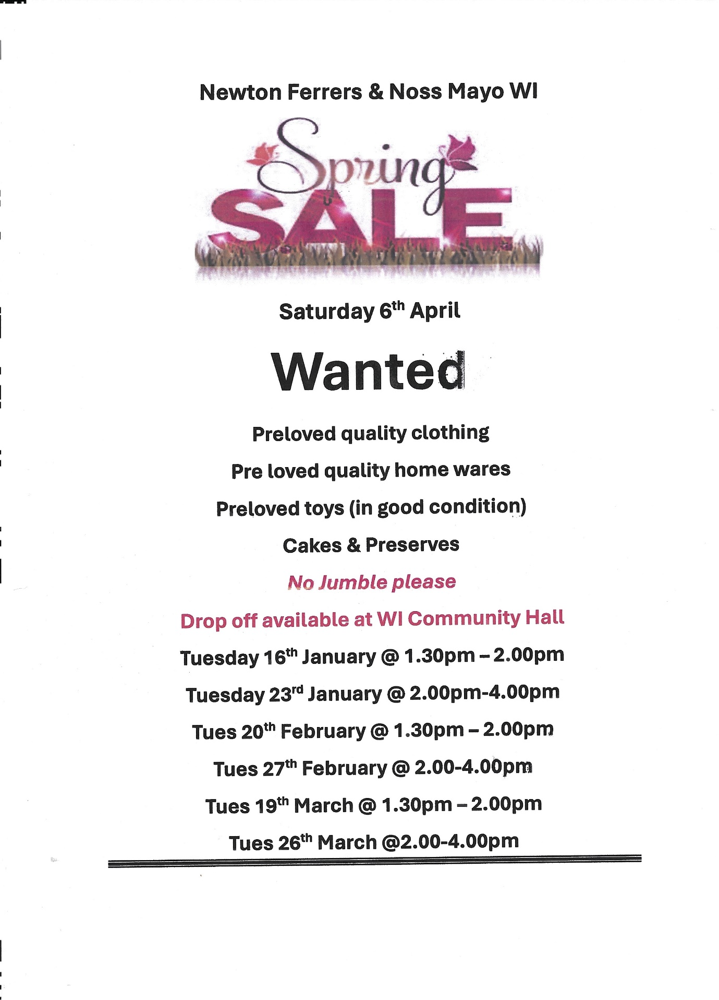 Newton Ferrers & Noss Mayo WI
Spring
SALE
Saturday 6th April
Wanted
Preloved quality clothing
Pre loved quality home wares
Preloved toys (in good condition)
Cakes & Preserves
No Jumble please
Drop off available at WI Community Hall
Tuesday 16th January @ 1.30pm – 2.00pm
Tuesday 23rd January @ 2.00pm-4.00pm
Tues 20th February @ 1.30pm – 2.00pm
Tues 27th February @ 2.00-4.00pm
Tues 19th March @ 1.30pm – 2.00pm
Tues 26th March @2.00-4.00pm